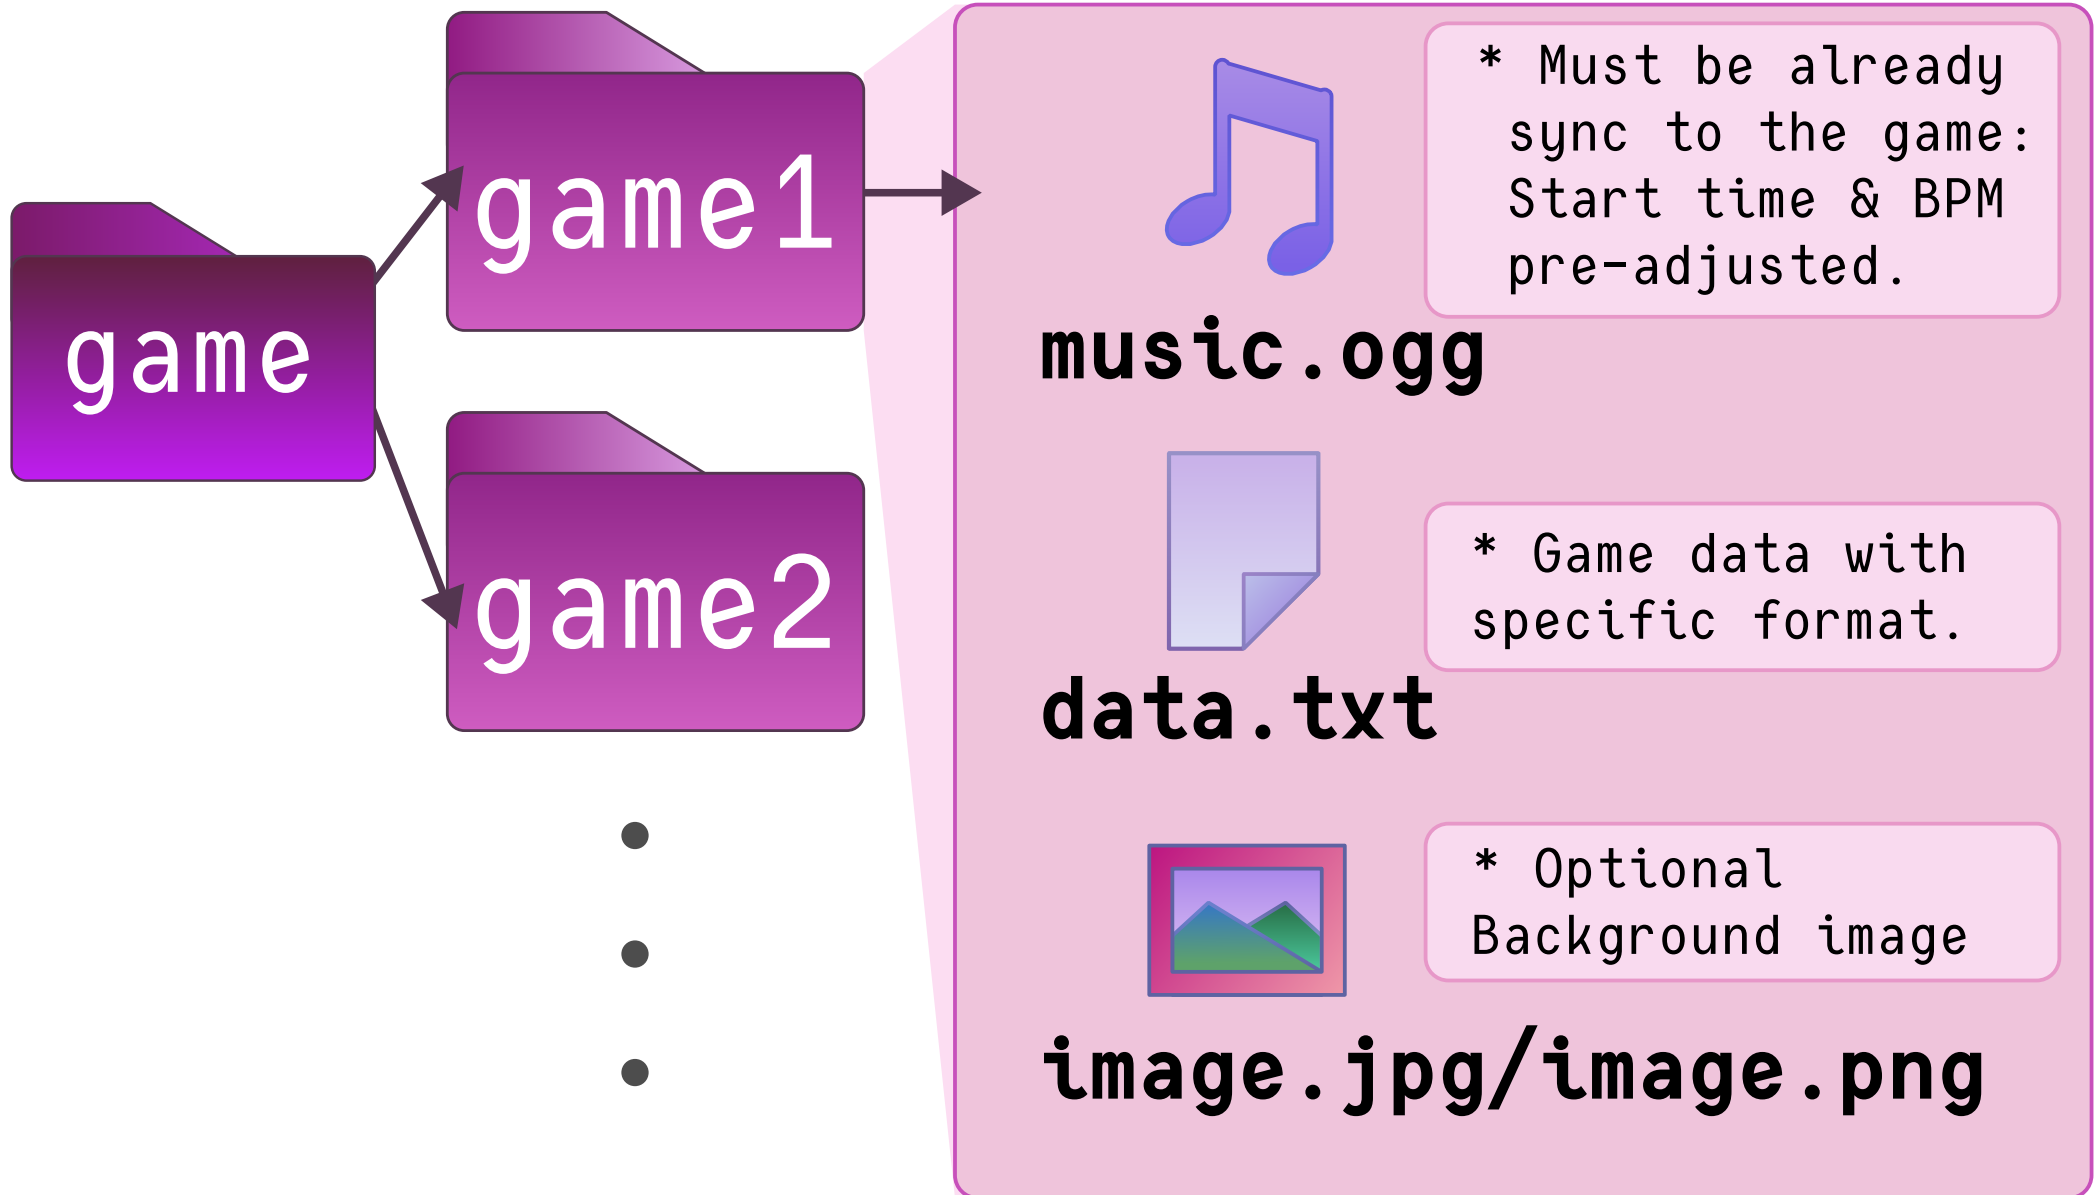 game
game1
game2
* Must be already
sync to the game:
Start time & BPM
pre-adjusted.
music.ogg
* Game data with
specific format.
data.txt
* Optional
Background image
image.jpg/image.png